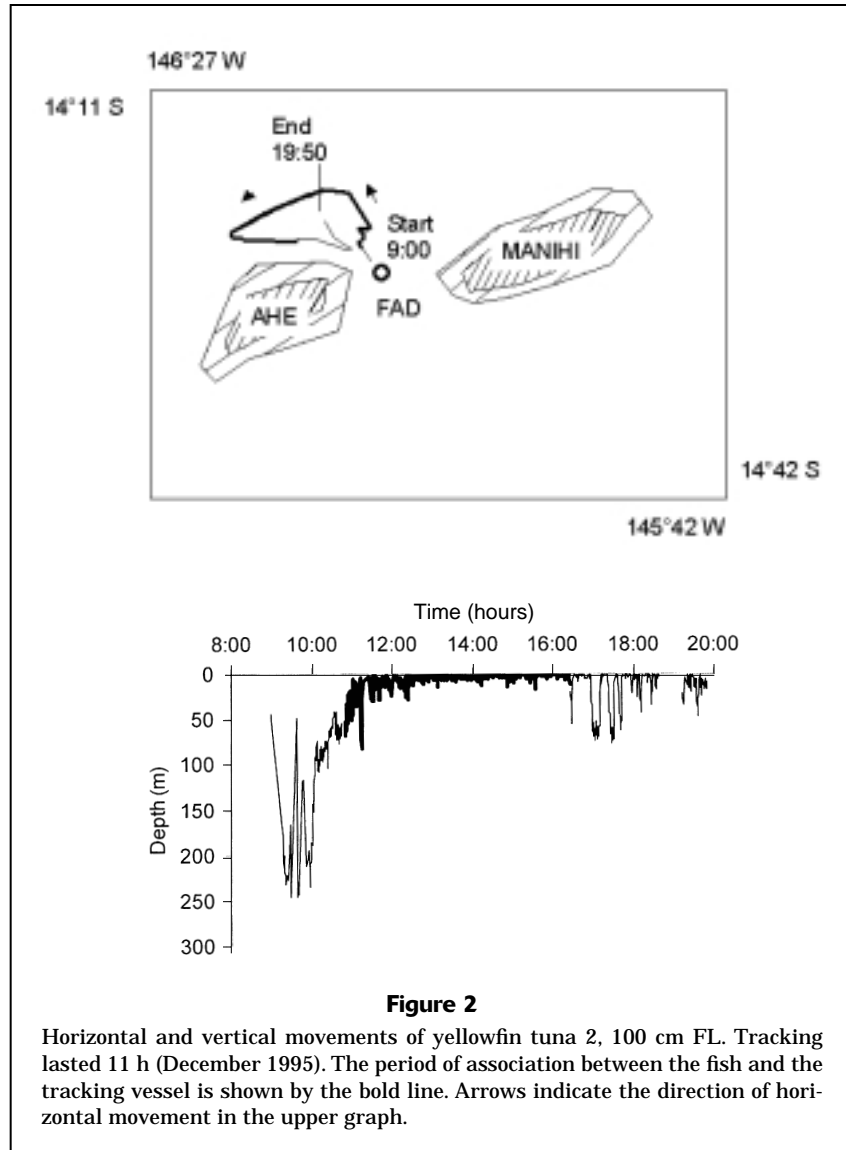 146°27 W
14°11 S
End
19:50
Start
9:00
MANIHI
AHE
FAD
14°42 S
145°42 W
Time (hours)
8:00 10:00 12:00 14:00 16:00 18:00 20:00
0
50
100
150
200
250
300
Depth (m)
Figure 2
Horizontal and vertical movements of yellowfin tuna 2, 100 cm FL. Tracking
lasted 11 h (December 1995). The period of association between the fish and the
tracking vessel is shown by the bold line. Arrows indicate the direction of hori-
zontal movement in the upper graph.